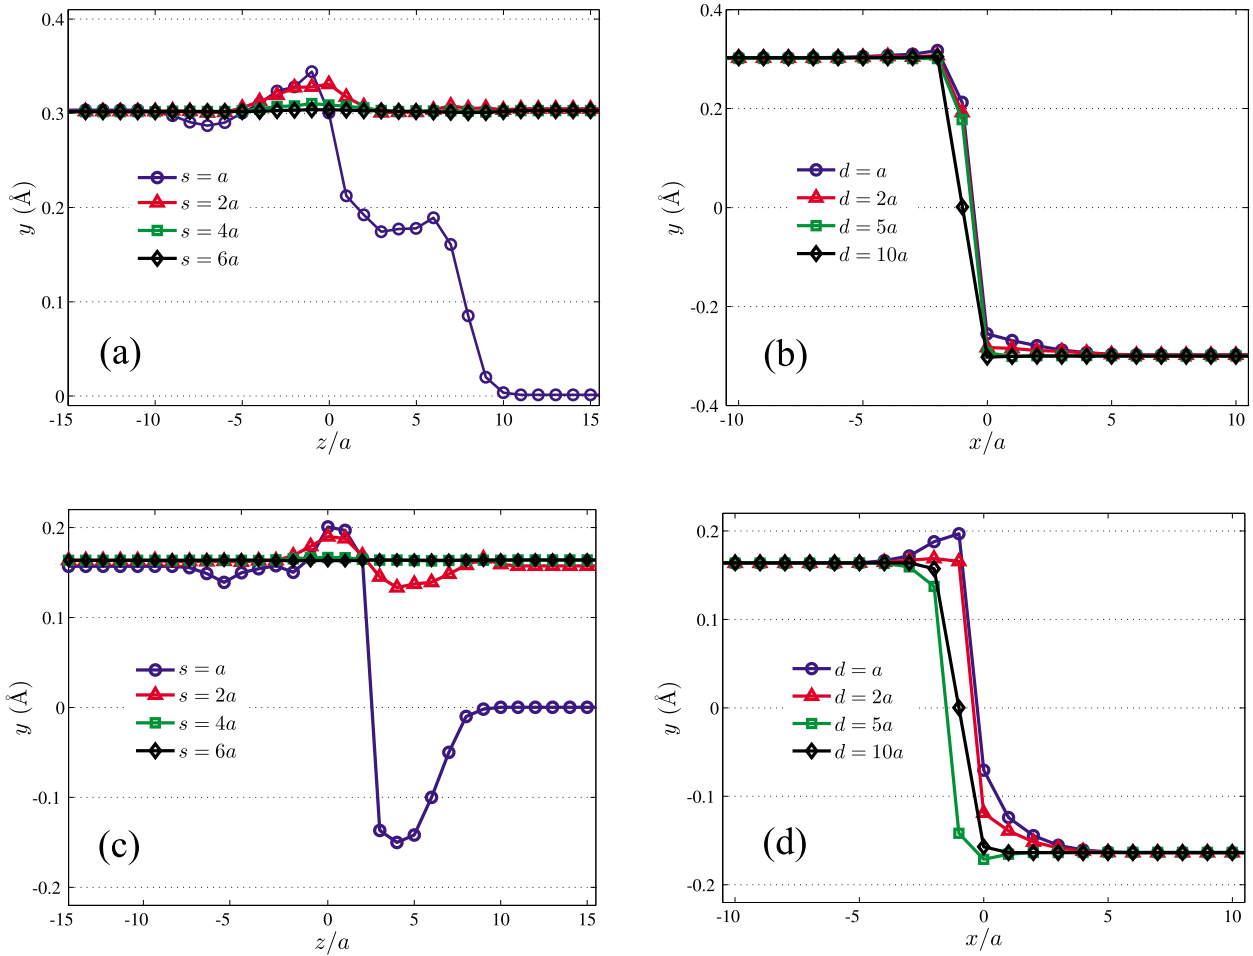 0.4
0.3
0.2
0.1
0
y (Å)
s = a
s = 2a
s = 4a
s = 6a
(a)
-15 -10 -5 0 5 10 15
z/a
0.4
0.2
0
-0.2
-0.4
y (Å)
d = a
d = 2a
d = 5a
d = 10a
(b)
-10 -5 0 5 10
x/a
0.2
0.1
0
-0.1
-0.2
y (Å)
s = a
s = 2a
s = 4a
s = 6a
(c)
-15 -10 -5 0 5 10 15
z/a
0.2
0.1
0
-0.1
-0.2
y (Å)
d = a
d = 2a
d = 5a
d = 10a
(d)
-10 -5 0 5 10
x/a